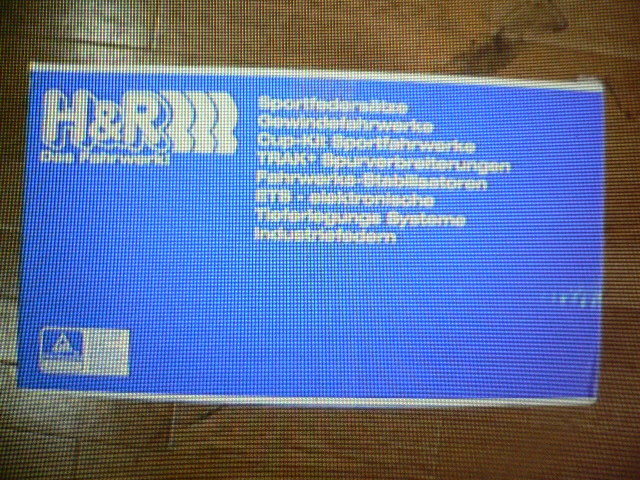 H&R
Das Fahrwerk!
Sportfedersätze
Gewindefahrwerke
Cup-Kit Sportfahrwerke
TRAK+ Spurverbreiterungen
Fahrwerks-Stabilisatoren
ETS - elektronische
Tieferlegungs Systeme
Industriefedern